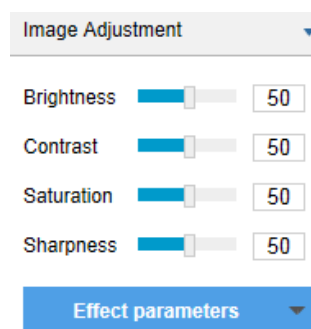 Image Adjustment
Brightness 50
Contrast 50
Saturation 50
Sharpness 50
Effect parameters